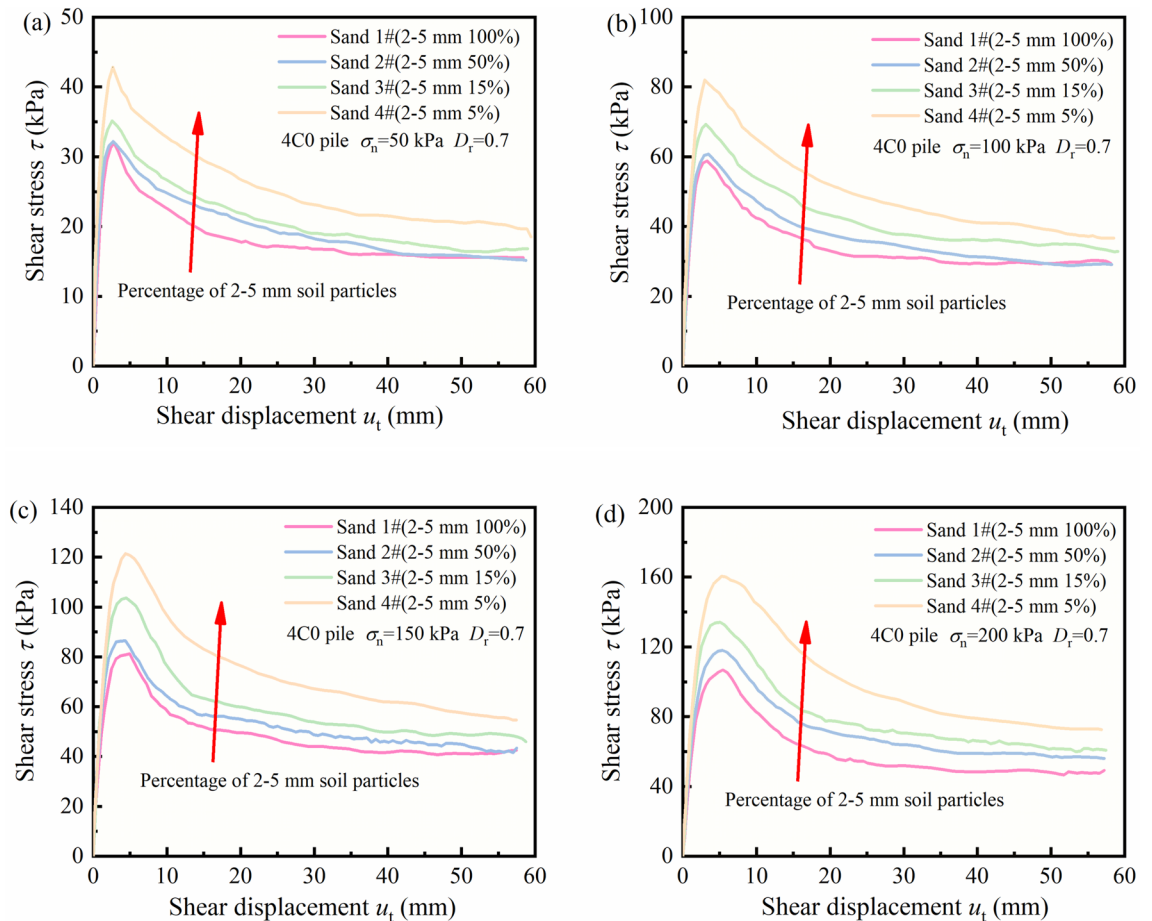 (a)
50
40
30
20
10
0
Shear stress τ (kPa)
Sand 1#(2-5 mm 100%)
Sand 2#(2-5 mm 50%)
Sand 3#(2-5 mm 15%)
Sand 4#(2-5 mm 5%)
4C0 pile σn=50 kPa Dr=0.7
Percentage of 2-5 mm soil particles
0 10 20 30 40 50 60
Shear displacement ut (mm)
(b)
100
80
60
40
20
0
Shear stress τ (kPa)
Sand 1#(2-5 mm 100%)
Sand 2#(2-5 mm 50%)
Sand 3#(2-5 mm 15%)
Sand 4#(2-5 mm 5%)
4C0 pile σn=100 kPa Dr=0.7
Percentage of 2-5 mm soil particles
0 10 20 30 40 50 60
Shear displacement ut (mm)
(c)
140
120
100
80
60
40
20
0
Shear stress τ (kPa)
Sand 1#(2-5 mm 100%)
Sand 2#(2-5 mm 50%)
Sand 3#(2-5 mm 15%)
Sand 4#(2-5 mm 5%)
4C0 pile σn=150 kPa Dr=0.7
Percentage of 2-5 mm soil particles
0 10 20 30 40 50 60
Shear displacement ut (mm)
(d)
200
160
120
80
40
0
Shear stress τ (kPa)
Sand 1#(2-5 mm 100%)
Sand 2#(2-5 mm 50%)
Sand 3#(2-5 mm 15%)
Sand 4#(2-5 mm 5%)
4C0 pile σn=200 kPa Dr=0.7
Percentage of 2-5 mm soil particles
0 10 20 30 40 50 60
Shear displacement ut (mm)